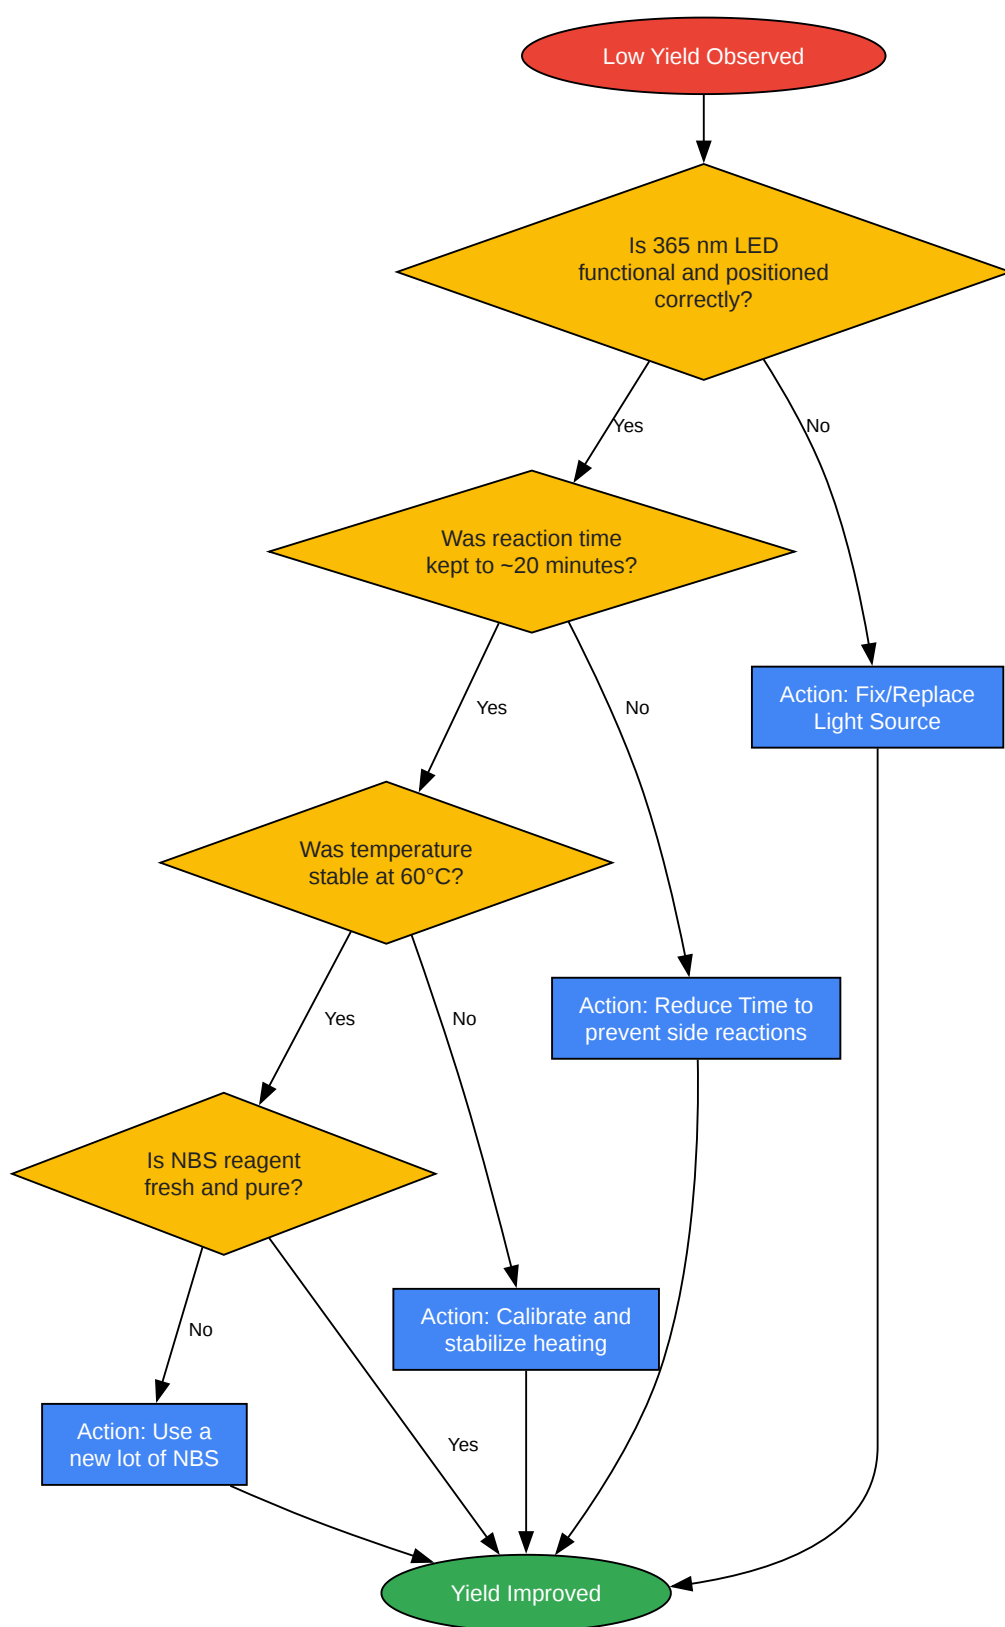 Low Yield Observed
Is 365 nm LED
functional and positioned
correctly?
Yes
No
Was reaction time
kept to ~20 minutes?
Action: Fix/Replace
Light Source
Yes
No
Was temperature
stable at 60°C?
Action: Reduce Time to
prevent side reactions
Yes
No
Is NBS reagent
fresh and pure?
Action: Calibrate and
stabilize heating
No
Action: Use a
new lot of NBS
Yes
Yield Improved